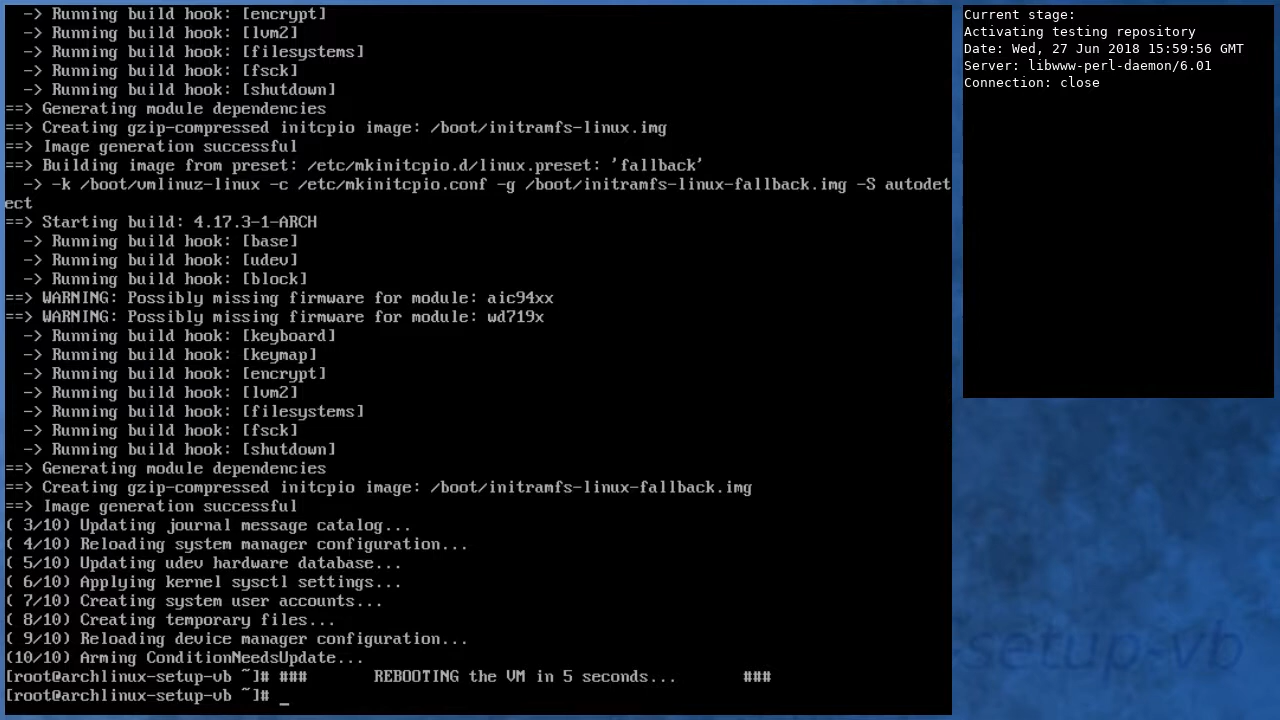 -> Running build hook: [encrypt]
  -> Running build hook: [lvm2]
  -> Running build hook: [filesystems]
  -> Running build hook: [fsck]
  -> Running build hook: [shutdown]
==> Generating module dependencies
==> Creating gzip-compressed initcpio image: /boot/initramfs-linux.img
==> Image generation successful
==> Building image from preset: /etc/mkinitcpio.d/linux.preset: 'fallback'
  -> -k /boot/vmlinuz-linux -c /etc/mkinitcpio.conf -g /boot/initramfs-linux-fallback.img -S autodet
ect
==> Starting build: 4.17.3-1-ARCH
  -> Running build hook: [base]
  -> Running build hook: [udev]
  -> Running build hook: [block]
==> WARNING: Possibly missing firmware for module: aic94xx
==> WARNING: Possibly missing firmware for module: wd719x
  -> Running build hook: [keyboard]
  -> Running build hook: [keymap]
  -> Running build hook: [encrypt]
  -> Running build hook: [lvm2]
  -> Running build hook: [filesystems]
  -> Running build hook: [fsck]
  -> Running build hook: [shutdown]
==> Generating module dependencies
==> Creating gzip-compressed initcpio image: /boot/initramfs-linux-fallback.img
==> Image generation successful
( 3/10) Updating journal message catalog...
( 4/10) Reloading system manager configuration...
( 5/10) Updating udev hardware database...
( 6/10) Applying kernel sysctl settings...
( 7/10) Creating system user accounts...
( 8/10) Creating temporary files...
( 9/10) Reloading device manager configuration...
(10/10) Arming ConditionNeedsUpdate...
[root@archlinux-setup-vb ~]# ###       REBOOTING the VM in 5 seconds...       ###
[root@archlinux-setup-vb ~]# _
Current stage:
Activating testing repository
Date: Wed, 27 Jun 2018 15:59:56 GMT
Server: libwww-perl-daemon/6.01
Connection: close
-setup-vb